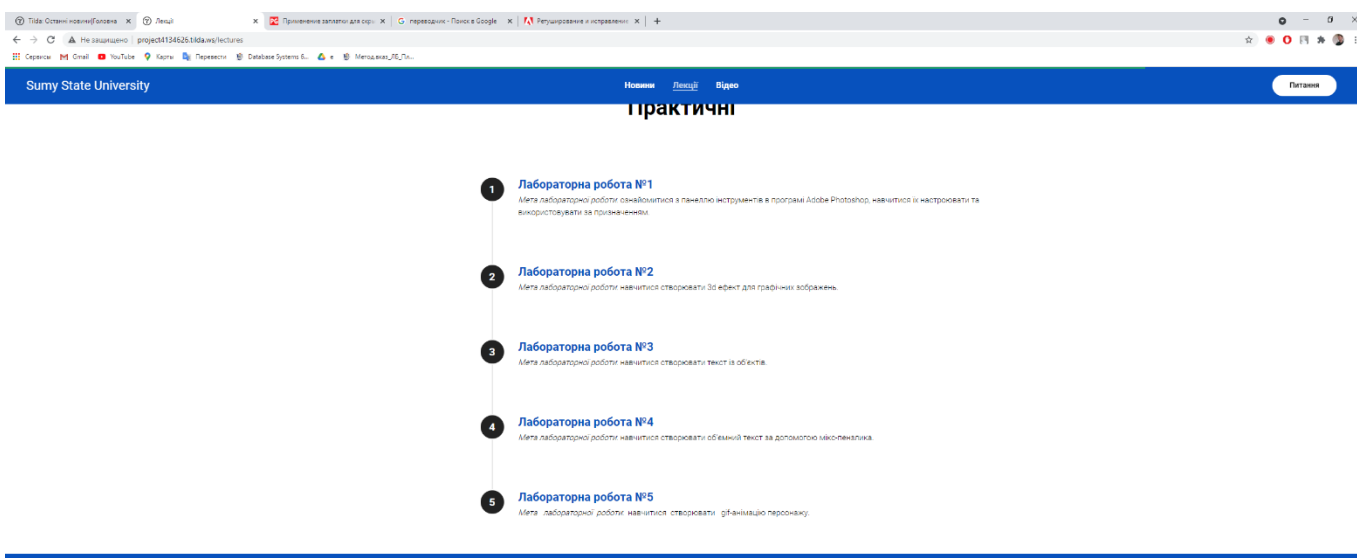 Tilda: Останні новини|Головна
Лекції
Применение заплатки для скры
переводчик - Поиск в Google
Ретуширование и исправление
Не защищено | project4134626.tilda.ws/lectures
Сервисы Gmail YouTube Карты Перевести Database Systems 6... Метод.вказ_ЛБ_Пи...
Sumy State University Новини Лекції Відео Питання
Практичні
1 Лабораторна робота №1
Мета лабораторної роботи: ознайомитися з панеллю інструментів в програмі Adobe Photoshop, навчитися їх настроювати та
використовувати за призначенням.
2 Лабораторна робота №2
Мета лабораторної роботи: навчитися створювати 3d ефект для графічних зображень.
3 Лабораторна робота №3
Мета лабораторної роботи: навчитися створювати текст із об'єктів.
4 Лабораторна робота №4
Мета лабораторної роботи: навчитися створювати об'ємний текст за допомогою мікс-пензлика.
5 Лабораторна робота №5
Мета лабораторної роботи: навчитися створювати gif-анімацію персонажу.